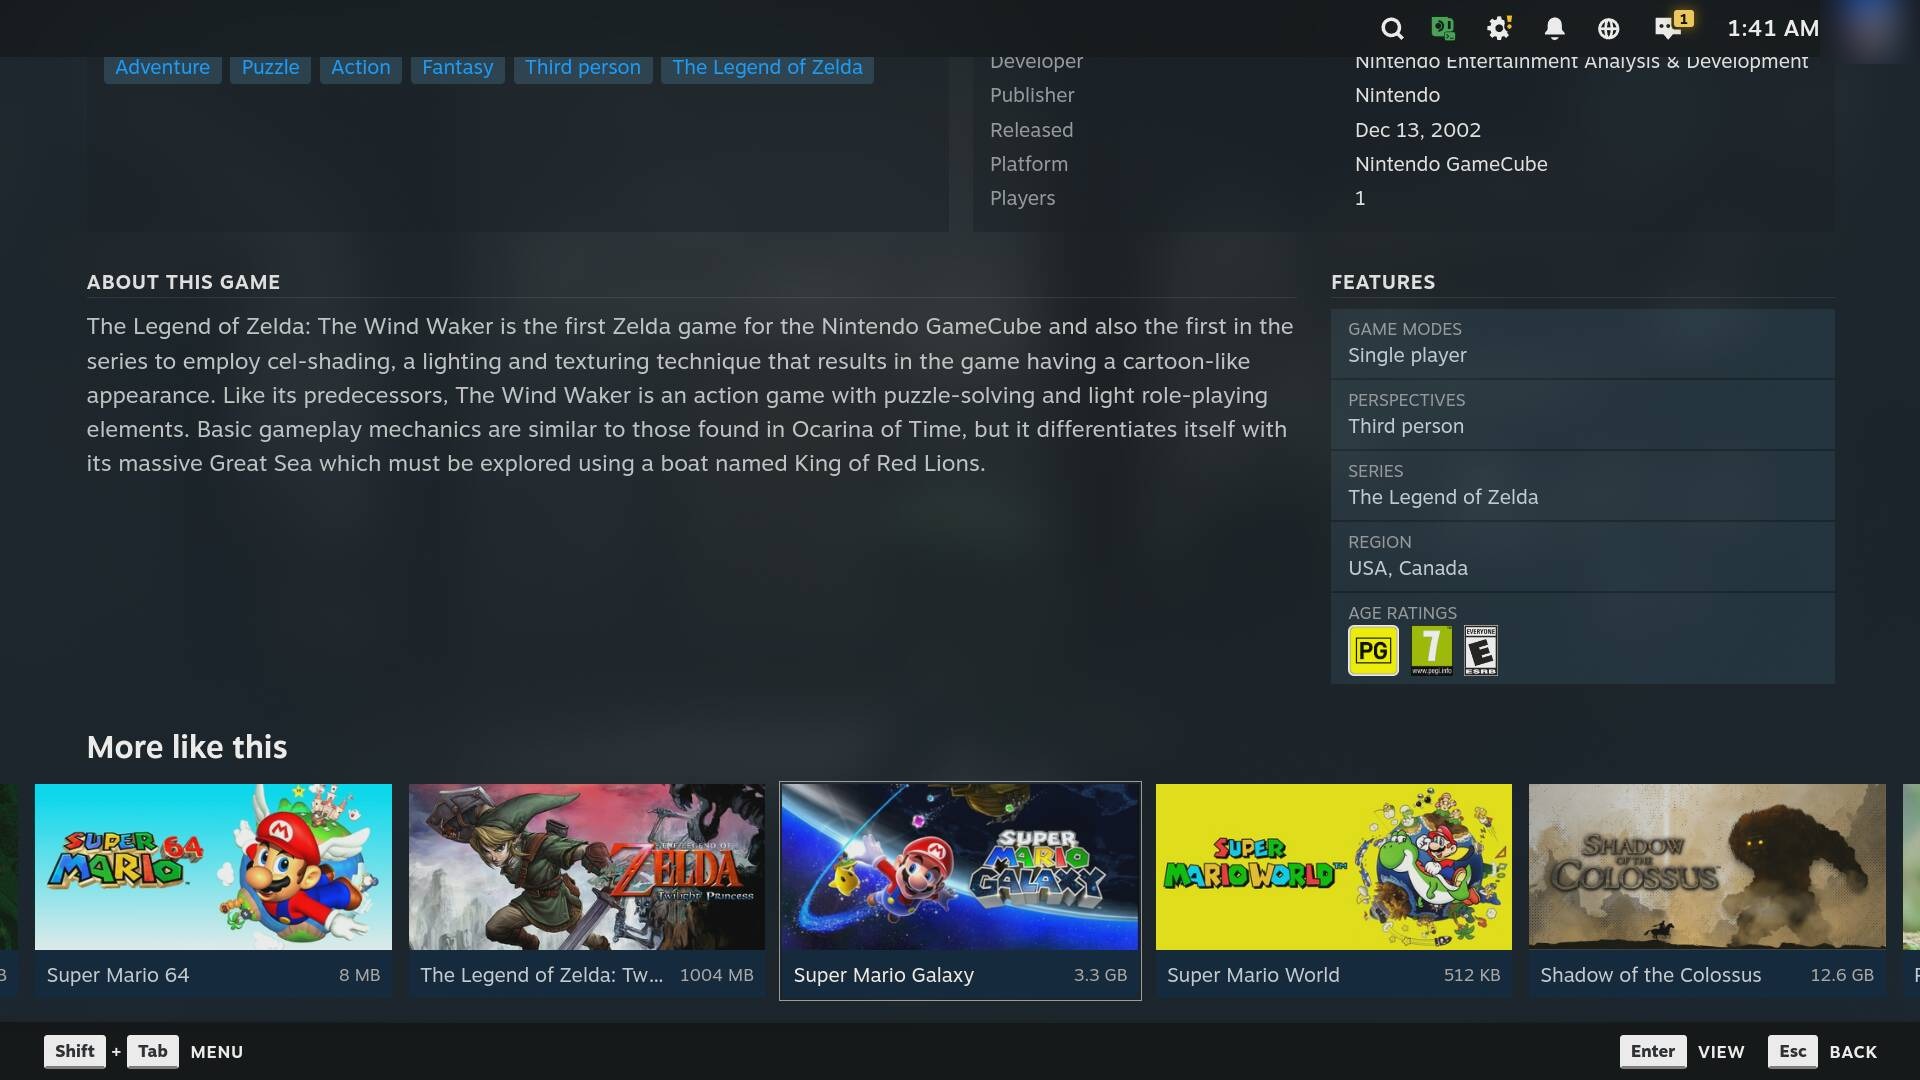 1
1:41 AM
Adventure
Puzzle
Action
Fantasy
Third person
The Legend of Zelda
Developer
Nintendo Entertainment Analysis & Development
Publisher
Nintendo
Released
Dec 13, 2002
Platform
Nintendo GameCube
Players
1
ABOUT THIS GAME
The Legend of Zelda: The Wind Waker is the first Zelda game for the Nintendo GameCube and also the first in the
series to employ cel-shading, a lighting and texturing technique that results in the game having a cartoon-like
appearance. Like its predecessors, The Wind Waker is an action game with puzzle-solving and light role-playing
elements. Basic gameplay mechanics are similar to those found in Ocarina of Time, but it differentiates itself with
its massive Great Sea which must be explored using a boat named King of Red Lions.
FEATURES
GAME MODES
Single player
PERSPECTIVES
Third person
SERIES
The Legend of Zelda
REGION
USA, Canada
AGE RATINGS
PG
7
www.pegi.info
EVERYONE
E
ESRB
More like this
SUPER
MARIO 64
THE LEGEND OF
ZELDA
Twilight Princess
SUPER
MARIO
GALAXY
SUPER
MARIO WORLD™
SHADOW
OF THE
COLOSSUS
Super Mario 64
8 MB
The Legend of Zelda: Tw...
1004 MB
Super Mario Galaxy
3.3 GB
Super Mario World
512 KB
Shadow of the Colossus
12.6 GB
Shift + Tab MENU
Enter VIEW
Esc BACK